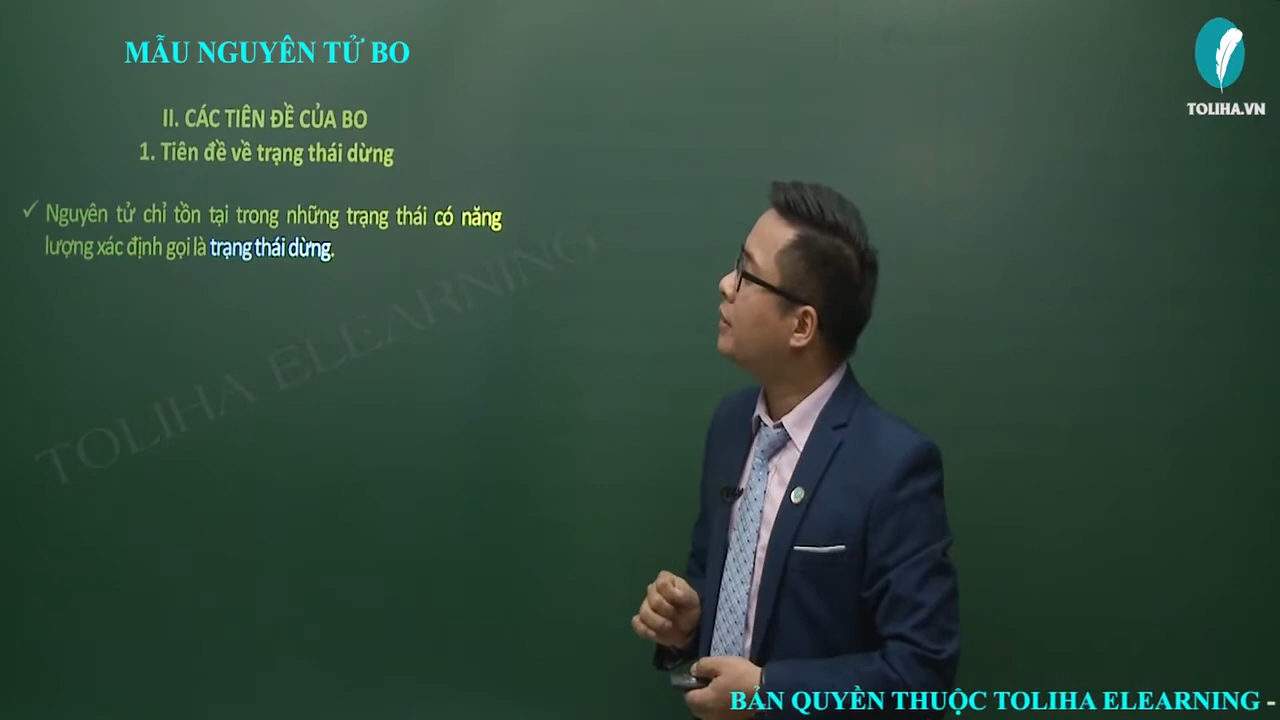 MẪU NGUYÊN TỬ BO
TOLIHA.VN
II. CÁC TIÊN ĐỀ CỦA BO
1. Tiên đề về trạng thái dừng
✓ Nguyên tử chỉ tồn tại trong những trạng thái có năng
lượng xác định gọi là trạng thái dừng.
TOLIHA ELEARNING
BẢN QUYỀN THUỘC TOLIHA ELEARNING -